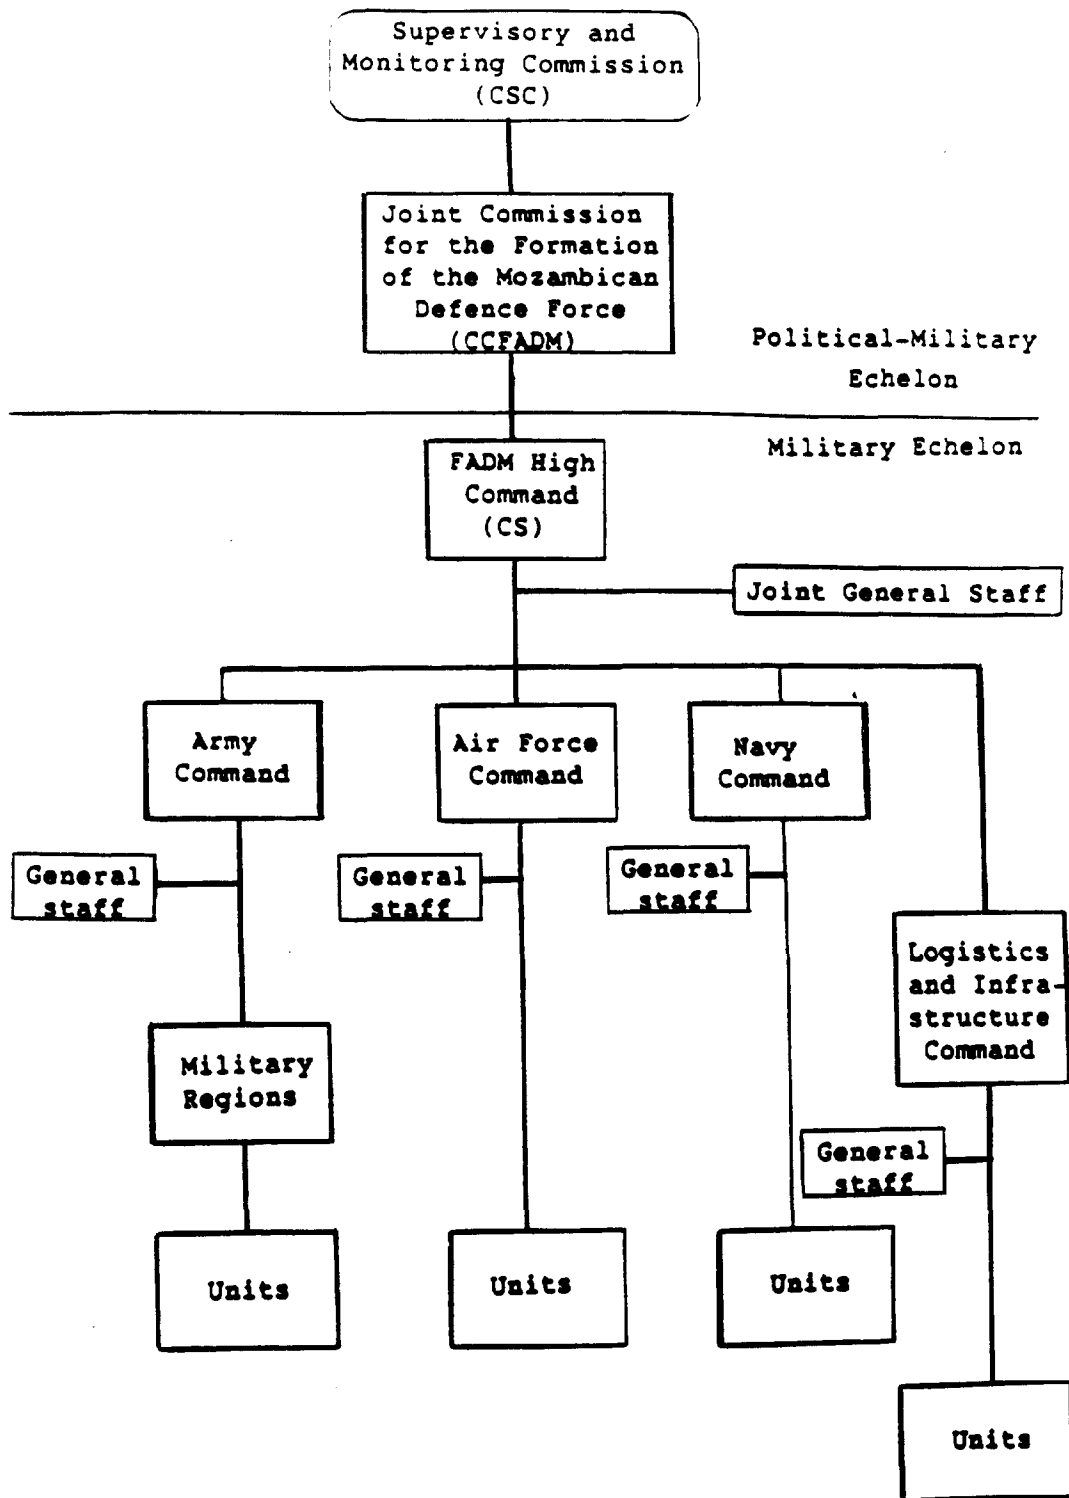 Supervisory and
Monitoring Commission
(CSC)
Joint Commission
for the Formation
of the Mozambican
Defence Force
(CCFADM)
Political-Military
Echelon
Military Echelon
FADM High
Command
(CS)
Joint General Staff
Army
Command
Air Force
Command
Navy
Command
General
staff
General
staff
General
staff
Logistics
and Infra-
structure
Command
Military
Regions
General
staff
Units
Units
Units
Units